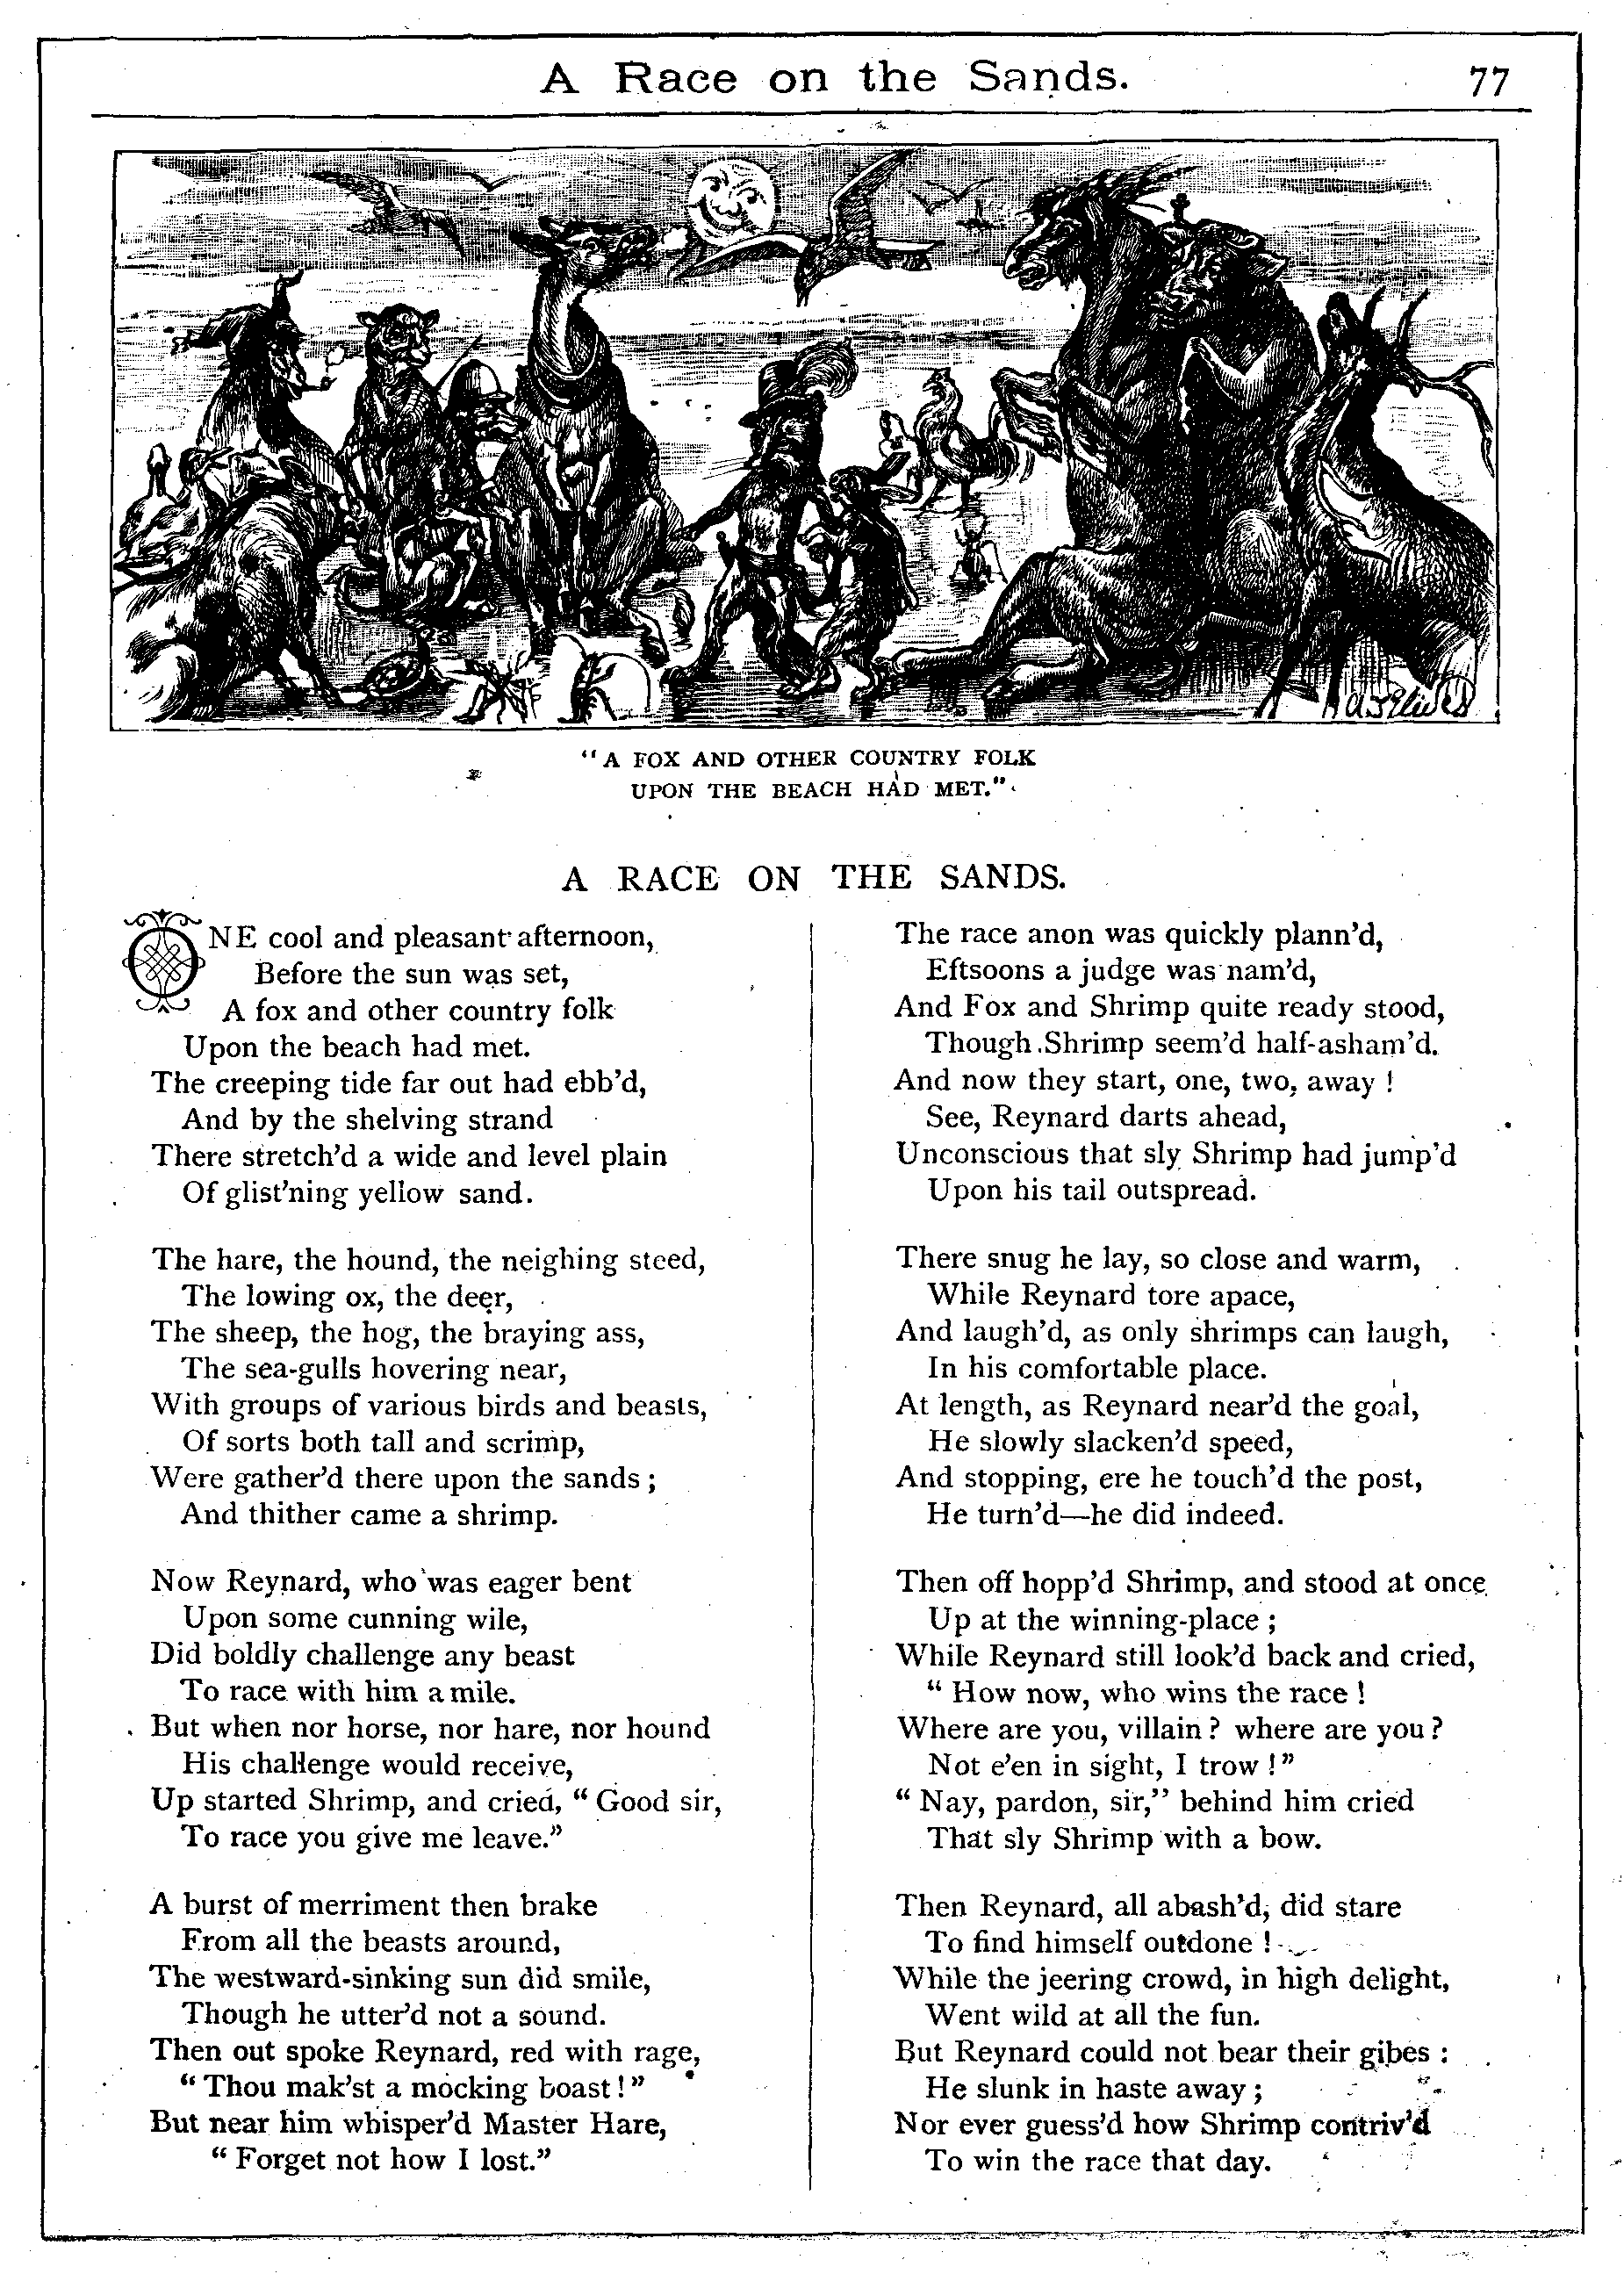 A Race on the Sands.
77
"A FOX AND OTHER COUNTRY FOLK
UPON THE BEACH HAD MET."
A RACE ON THE SANDS.
ONE cool and pleasant afternoon,
Before the sun was set,
A fox and other country folk
Upon the beach had met.
The creeping tide far out had ebb'd,
And by the shelving strand
There stretch'd a wide and level plain
Of glist'ning yellow sand.
The hare, the hound, the neighing steed,
The lowing ox, the deer,
The sheep, the hog, the braying ass,
The sea-gulls hovering near,
With groups of various birds and beasts,
Of sorts both tall and scrimp,
Were gather'd there upon the sands;
And thither came a shrimp.
Now Reynard, who was eager bent
Upon some cunning wile,
Did boldly challenge any beast
To race with him a mile.
But when nor horse, nor hare, nor hound
His challenge would receive,
Up started Shrimp, and cried, "Good sir,
To race you give me leave."
A burst of merriment then brake
From all the beasts around,
The westward-sinking sun did smile,
Though he utter'd not a sound.
Then out spoke Reynard, red with rage,
"Thou mak'st a mocking boast!"
But near him whisper'd Master Hare,
"Forget not how I lost."
The race anon was quickly plann'd,
Eftsoons a judge was nam'd,
And Fox and Shrimp quite ready stood,
Though Shrimp seem'd half-asham'd.
And now they start, one, two, away!
See, Reynard darts ahead,
Unconscious that sly Shrimp had jump'd
Upon his tail outspread.
There snug he lay, so close and warm,
While Reynard tore apace,
And laugh'd, as only shrimps can laugh,
In his comfortable place.
At length, as Reynard near'd the goal,
He slowly slacken'd speed,
And stopping, ere he touch'd the post,
He turn'd—he did indeed.
Then off hopp'd Shrimp, and stood at once
Up at the winning-place;
While Reynard still look'd back and cried,
"How now, who wins the race!
Where are you, villain? where are you?
Not e'en in sight, I trow!"
"Nay, pardon, sir," behind him cried
That sly Shrimp with a bow.
Then Reynard, all abash'd, did stare
To find himself outdone!
While the jeering crowd, in high delight,
Went wild at all the fun.
But Reynard could not bear their gibes:
He slunk in haste away;
Nor ever guess'd how Shrimp contriv'd
To win the race that day.